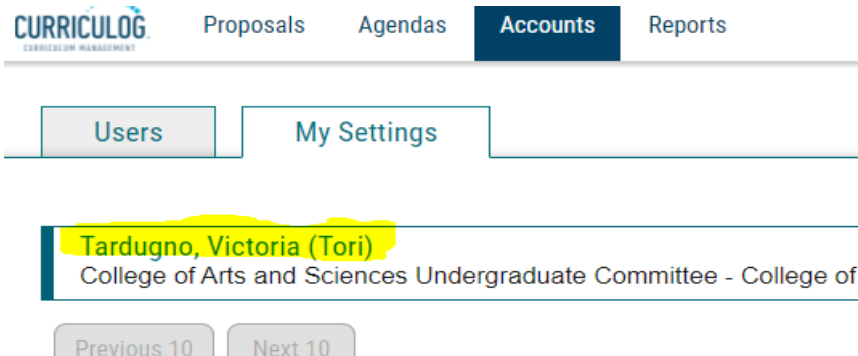 CURRICULOG
CURRICULUM MANAGEMENT
Proposals Agendas Accounts Reports
Users My Settings
Tardugno, Victoria (Tori)
College of Arts and Sciences Undergraduate Committee - College of
Previous 10 Next 10